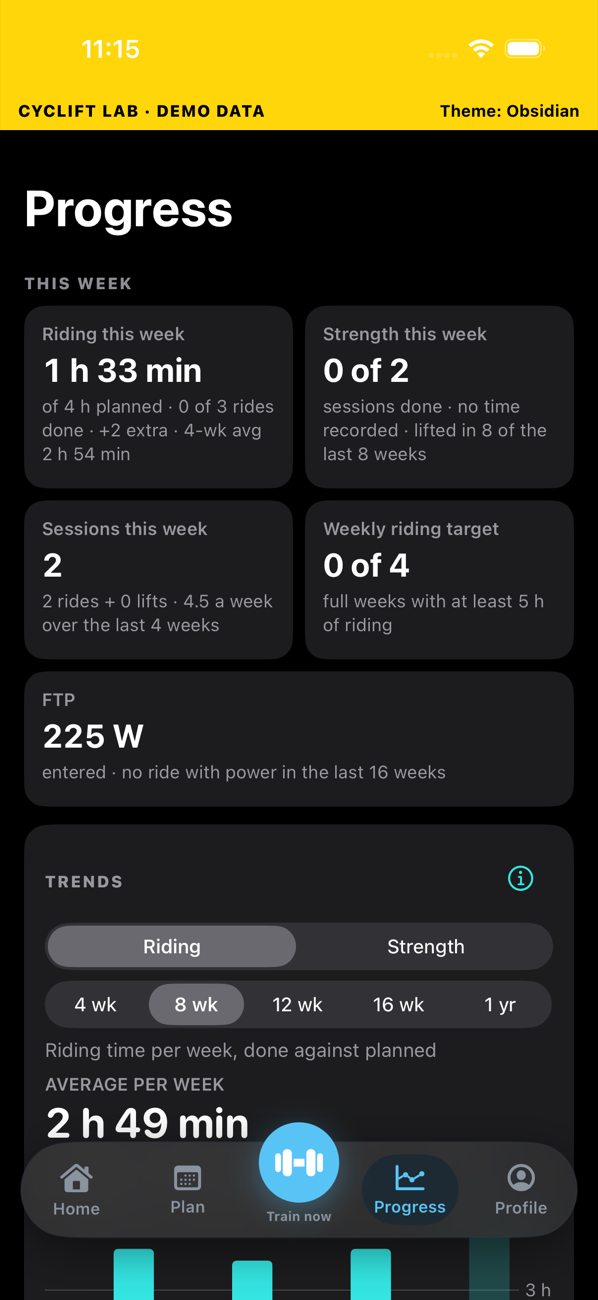 11:15
CYCLIFT LAB · DEMO DATA
Theme: Obsidian
Progress
THIS WEEK
Riding this week
1 h 33 min
of 4 h planned · 0 of 3 rides
done · +2 extra · 4-wk avg
2 h 54 min
Strength this week
0 of 2
sessions done · no time
recorded · lifted in 8 of the
last 8 weeks
Sessions this week
2
2 rides + 0 lifts · 4.5 a week
over the last 4 weeks
Weekly riding target
0 of 4
full weeks with at least 5 h
of riding
FTP
225 W
entered · no ride with power in the last 16 weeks
TRENDS
Riding
Strength
4 wk
8 wk
12 wk
16 wk
1 yr
Riding time per week, done against planned
AVERAGE PER WEEK
2 h 49 min
Home
Plan
Train now
Progress
Profile
3 h